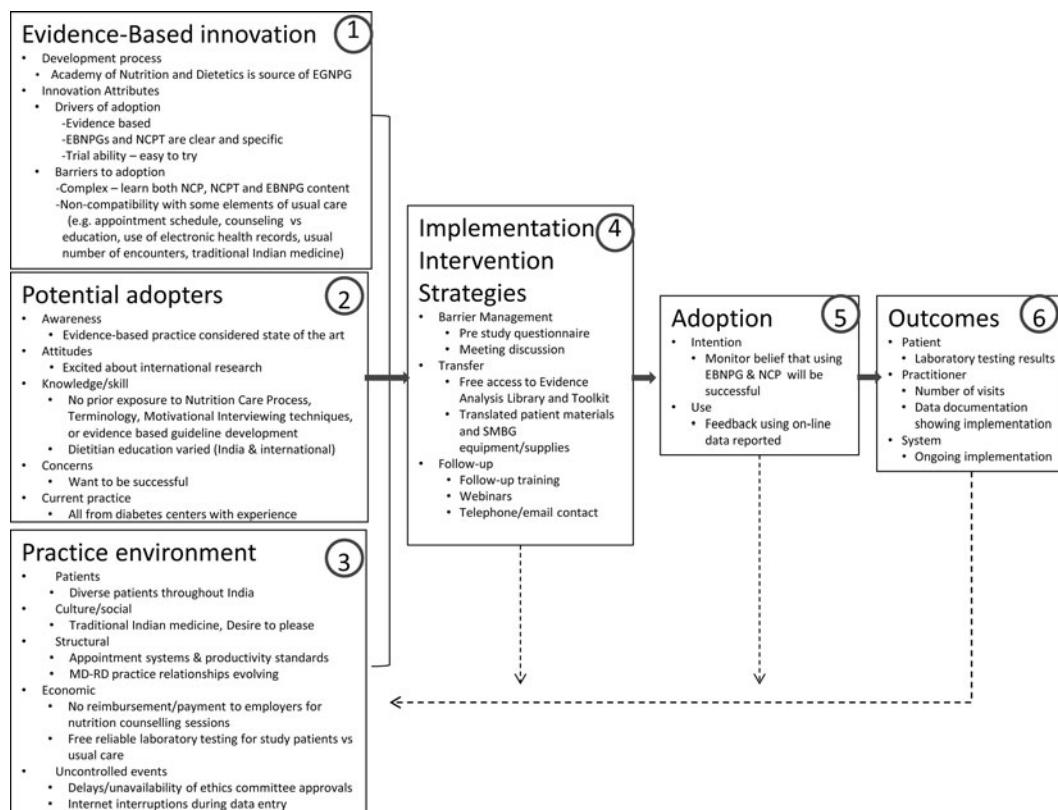 Evidence-Based innovation
1
• Development process
• Academy of Nutrition and Dietetics is source of EGNPG
• Innovation Attributes
• Drivers of adoption
-Evidence based
-EBNPGs and NCPT are clear and specific
-Trial ability – easy to try
• Barriers to adoption
-Complex – learn both NCP, NCPT and EBNPG content
-Non-compatibility with some elements of usual care
(e.g. appointment schedule, counseling vs
education, use of electronic health records, usual
number of encounters, traditional Indian medicine)
Potential adopters
2
• Awareness
• Evidence-based practice considered state of the art
• Attitudes
• Excited about international research
• Knowledge/skill
• No prior exposure to Nutrition Care Process,
Terminology, Motivational Interviewing techniques,
or evidence based guideline development
• Dietitian education varied (India & international)
• Concerns
• Want to be successful
• Current practice
• All from diabetes centers with experience
Practice environment
3
• Patients
• Diverse patients throughout India
• Culture/social
• Traditional Indian medicine, Desire to please
• Structural
• Appointment systems & productivity standards
• MD-RD practice relationships evolving
• Economic
• No reimbursement/payment to employers for
nutrition counselling sessions
• Free reliable laboratory testing for study patients vs
usual care
• Uncontrolled events
• Delays/unavailability of ethics committee approvals
• Internet interruptions during data entry
Implementation
4
Intervention
Strategies
• Barrier Management
• Pre study questionnaire
• Meeting discussion
• Transfer
• Free access to Evidence
Analysis Library and Toolkit
• Translated patient materials
and SMBG
equipment/supplies
• Follow-up
• Follow-up training
• Webinars
• Telephone/email contact
Adoption
5
• Intention
• Monitor belief that using
EBNPG & NCP will be
successful
• Use
• Feedback using on-line
data reported
Outcomes
6
• Patient
• Laboratory testing results
• Practitioner
• Number of visits
• Data documentation
showing implementation
• System
• Ongoing implementation